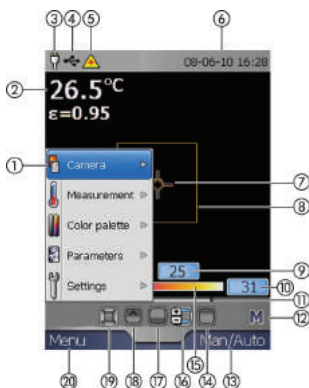 ③ ④ ⑤ ⑥
08-06-10 16:28
② 26.5°C
ε=0.95
① Camera
Measurement ⑦
Color palette ⑧
Parameters 25 ⑨
Settings 31 ⑩
⑪
M ⑫
⑮
Menu Man/Auto
⑳ ⑲ ⑱ ⑰ ⑯ ⑭ ⑬